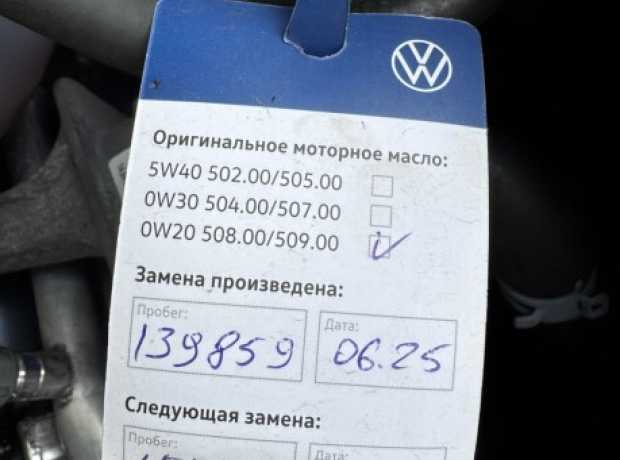 Оригинальное моторное масло:
5W40 502.00/505.00
0W30 504.00/507.00
0W20 508.00/509.00
Замена произведена:
Пробег: Дата:
139859 06.25
Следующая замена:
Пробег: Дата: